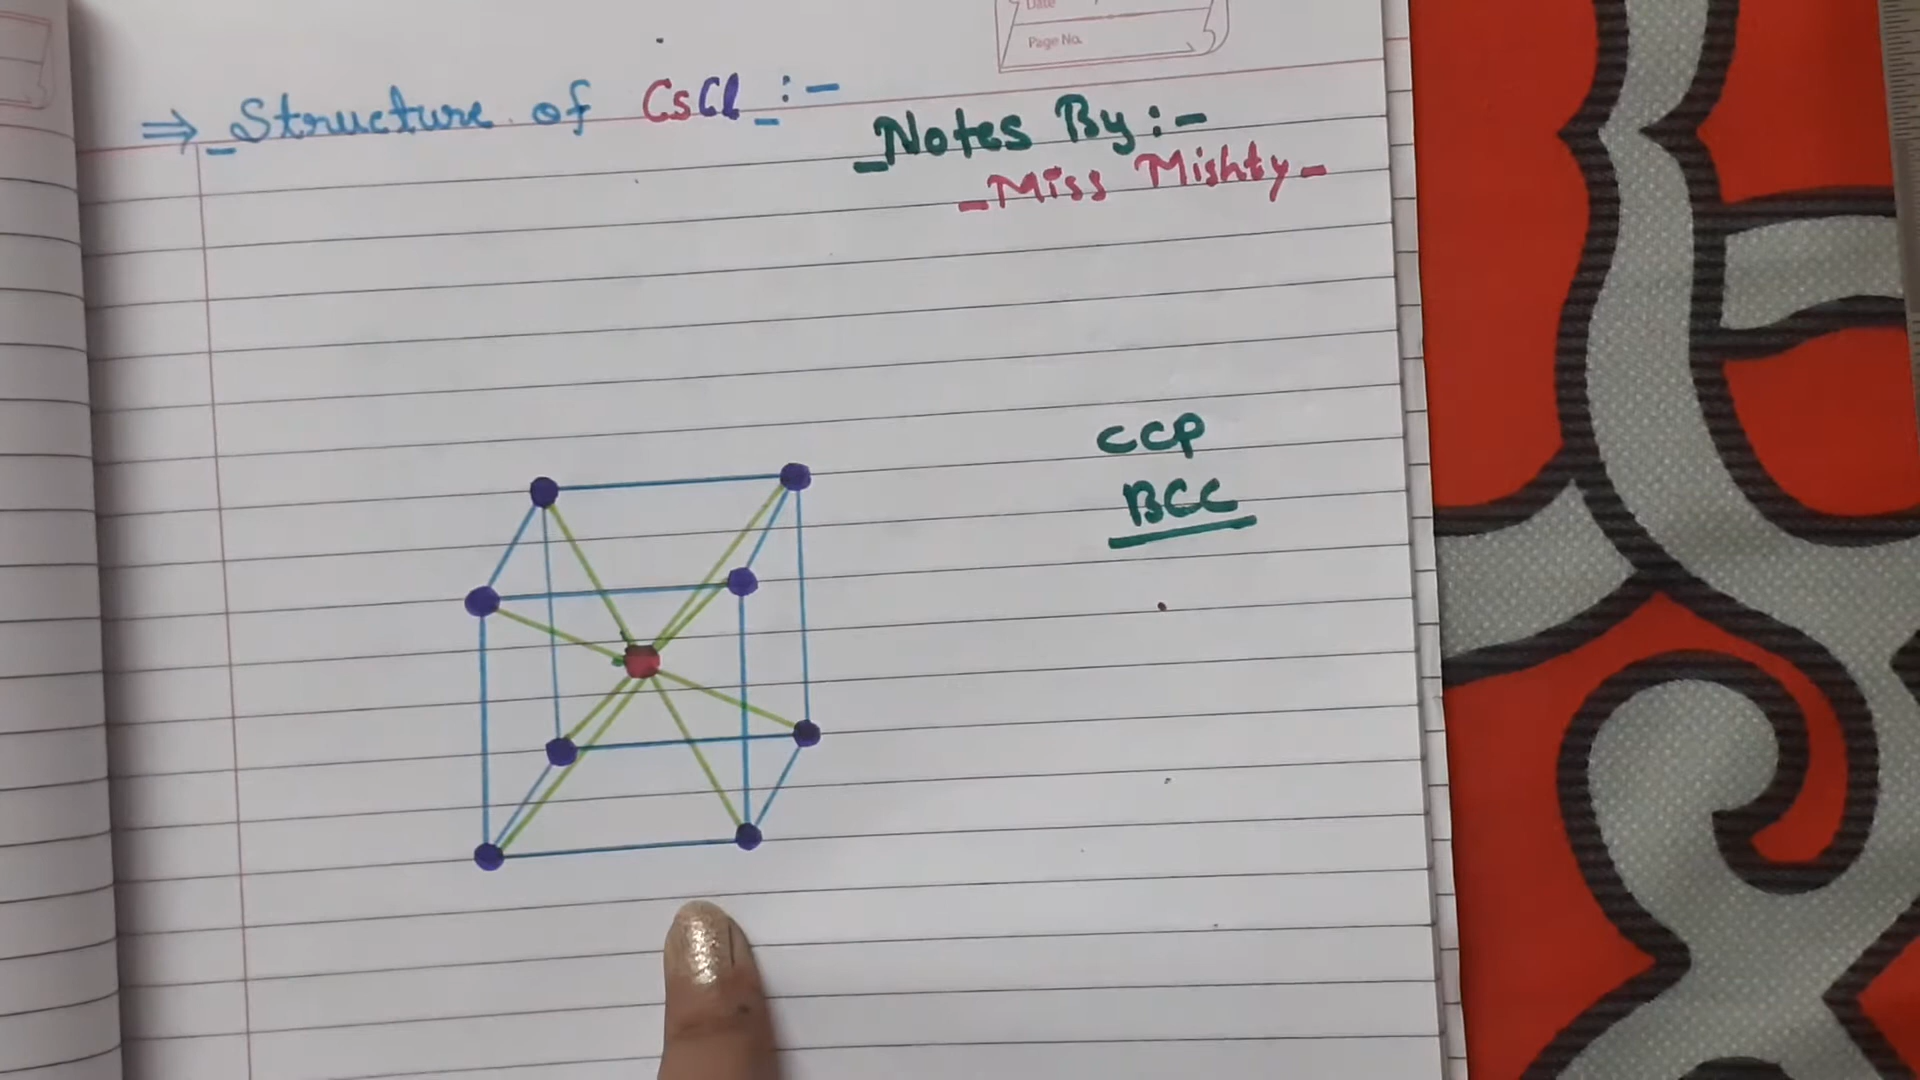 Date
Page No.
⇒ Structure of CsCl :-
Notes By :-
- Miss Mishty -
CCP
BCC